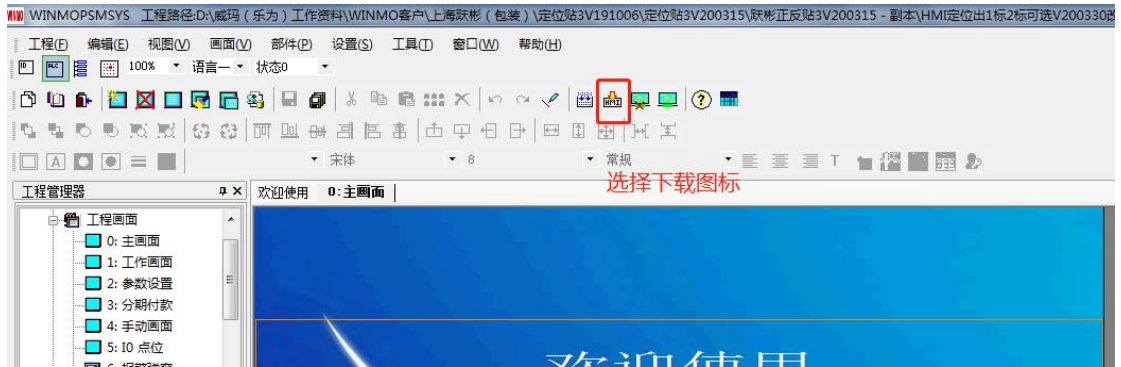 WINMOPSMSYS 工程路径:D:\威玛（乐为）工作资料\WINMO客户\上海跃彬（包装）\定位贴3V191006\定位贴3V200315\跃彬正反贴3V200315 - 副本\HMI定位出1标2标可选V200330改
工程(F) 编辑(E) 视图(V) 画面(V) 部件(P) 设置(S) 工具(T) 窗口(W) 帮助(H)
100% 语言一 状态0
HMI
宋体 8 常规
选择下载图标
工程管理器 欢迎使用 0:主画面
工程画面
0: 主画面
1: 工作画面
2: 参数设置
3: 分期付款
4: 手动画面
5: IO 点位
欢迎使用